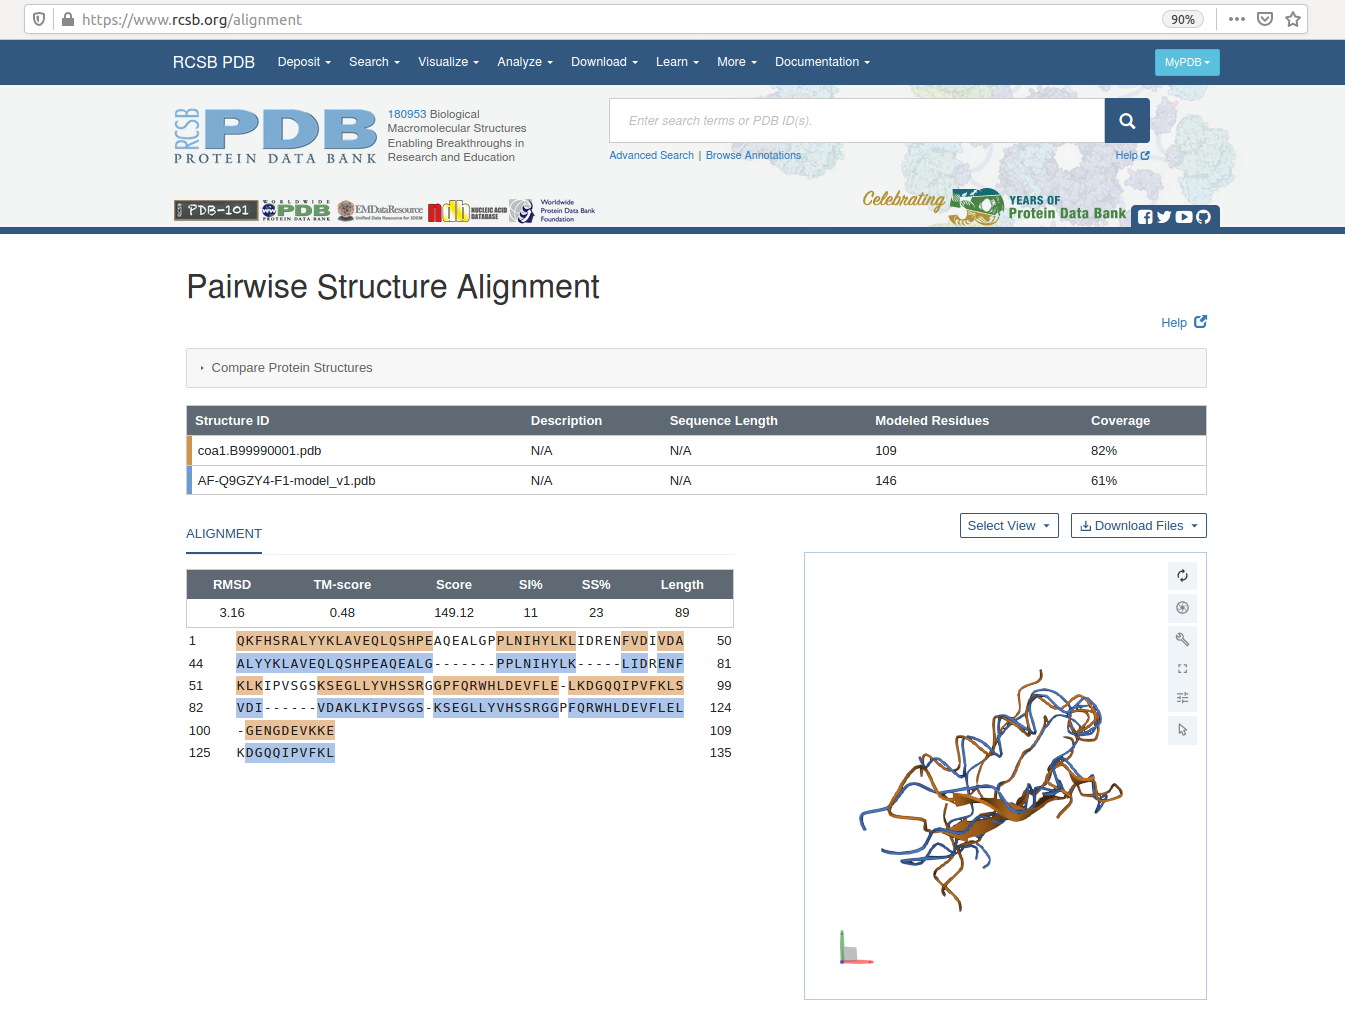 https://www.rcsb.org/alignment
90%
RCSB PDB Deposit Search Visualize Analyze Download Learn More Documentation MyPDB
RCSB PDB
PROTEIN DATA BANK
180953 Biological
Macromolecular Structures
Enabling Breakthroughs in
Research and Education
Enter search terms or PDB ID(s).
Advanced Search | Browse Annotations Help
PDB-101
WORLDWIDE
PDB
PROTEIN DATA BANK
EMDataResource
Unified Data Resource for 3DEM
NUCLEIC ACID
DATABASE
Worldwide
Protein Data Bank
Foundation
Celebrating 50 YEARS OF
Protein Data Bank
Pairwise Structure Alignment
Help
Compare Protein Structures
Structure ID Description Sequence Length Modeled Residues Coverage
coa1.B99990001.pdb N/A N/A 109 82%
AF-Q9GZY4-F1-model_v1.pdb N/A N/A 146 61%
ALIGNMENT
Select View Download Files
RMSD TM-score Score SI% SS% Length
3.16 0.48 149.12 11 23 89
1 QKFHSRALYYKLAVEQLQSHPEAQEALGPPLNIHYLKLIDRENFVDIVDA 50
44 ALYYKLAVEQLQSHPEAQEALG-------PPLNIHYLK-----LIDRENF 81
51 KLKIPVSGSKSEGLLYVHSSRGGPFQRWHLDEVFLE-LKDGQQIPVFKLS 99
82 VDI------VDAKLKIPVSGS-KSEGLLYVHSSRGGPFQRWHLDEVFLEL 124
100 -GENGDEVKKE 109
125 KDGQQIPVFKL 135